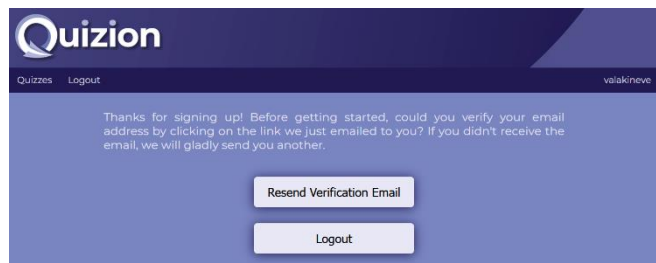 Quizion
Quizzes Logout valakineve
Thanks for signing up! Before getting started, could you verify your email
address by clicking on the link we just emailed to you? If you didn't receive the
email, we will gladly send you another.
Resend Verification Email
Logout